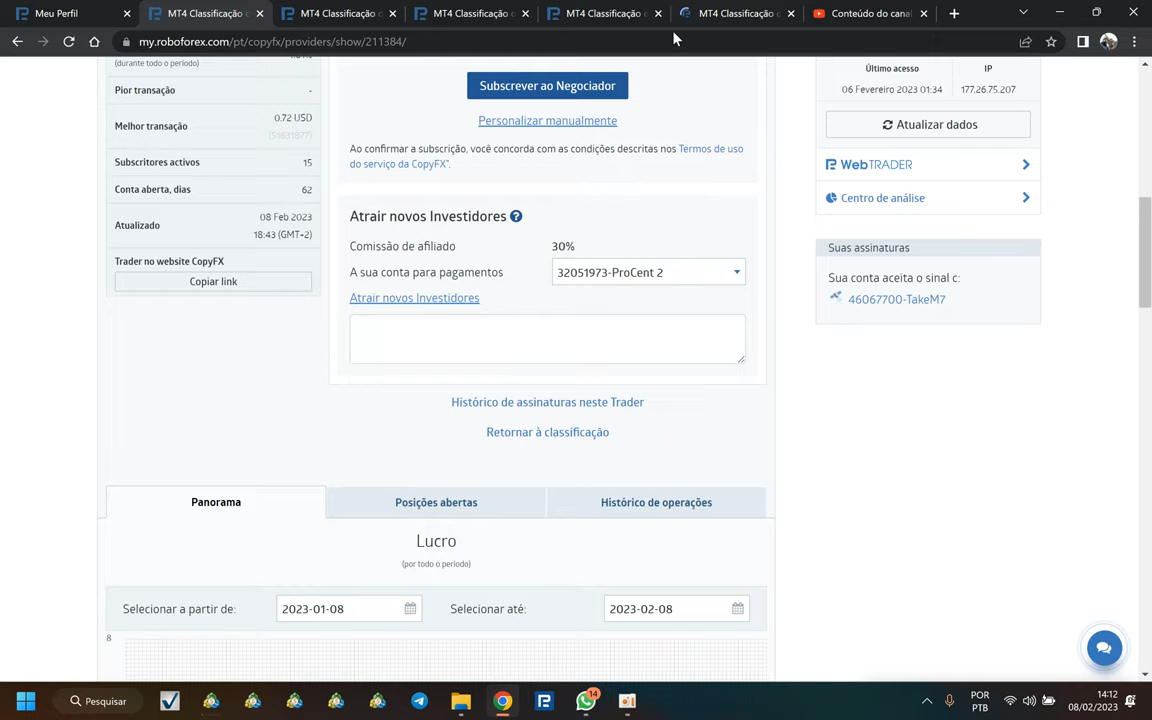 Meu Perfil
MT4 Classificação
MT4 Classificação
MT4 Classificação
MT4 Classificação
MT4 Classificação
Conteúdo do canal
my.roboforex.com/pt/copyfx/providers/show/211384/
(durante todo o período)
Pior transação
-
Melhor transação
0.72 USD
(51631877)
Subscritores activos
15
Conta aberta, dias
62
Atualizado
08 Feb 2023
18:43 (GMT+2)
Trader no website CopyFX
Copiar link
Subscrever ao Negociador
Personalizar manualmente
Ao confirmar a subscrição, você concorda com as condições descritas nos Termos de uso
do serviço da CopyFX™.
Atrair novos Investidores ?
Comissão de afiliado
30%
A sua conta para pagamentos
32051973-ProCent 2
Atrair novos Investidores
Histórico de assinaturas neste Trader
Retornar à classificação
Último acesso
IP
06 Fevereiro 2023 01:34
177.26.75.207
Atualizar dados
WebTRADER
Centro de análise
Suas assinaturas
Sua conta aceita o sinal c:
46067700-TakeM7
Panorama
Posições abertas
Histórico de operações
Lucro
(por todo o período)
Selecionar a partir de:
2023-01-08
Selecionar até:
2023-02-08
8
Pesquisar
14
POR
PTB
14:12
08/02/2023